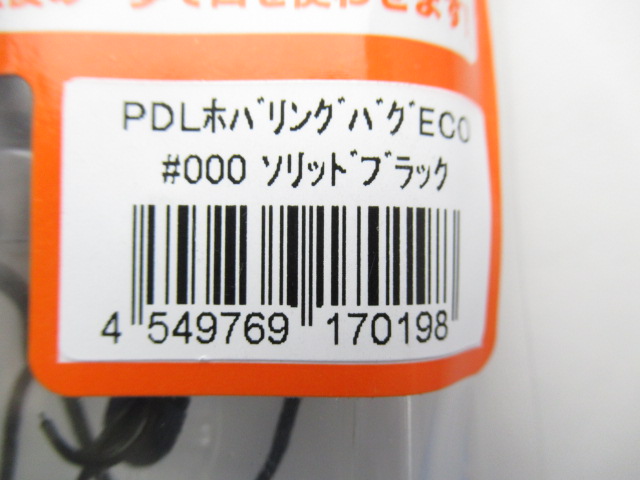 PDLﾎﾊﾞﾘﾝｸﾞﾊﾞｸﾞECO
#000 ｿﾘｯﾄﾞﾌﾞﾗｯｸ
4 549769 170198